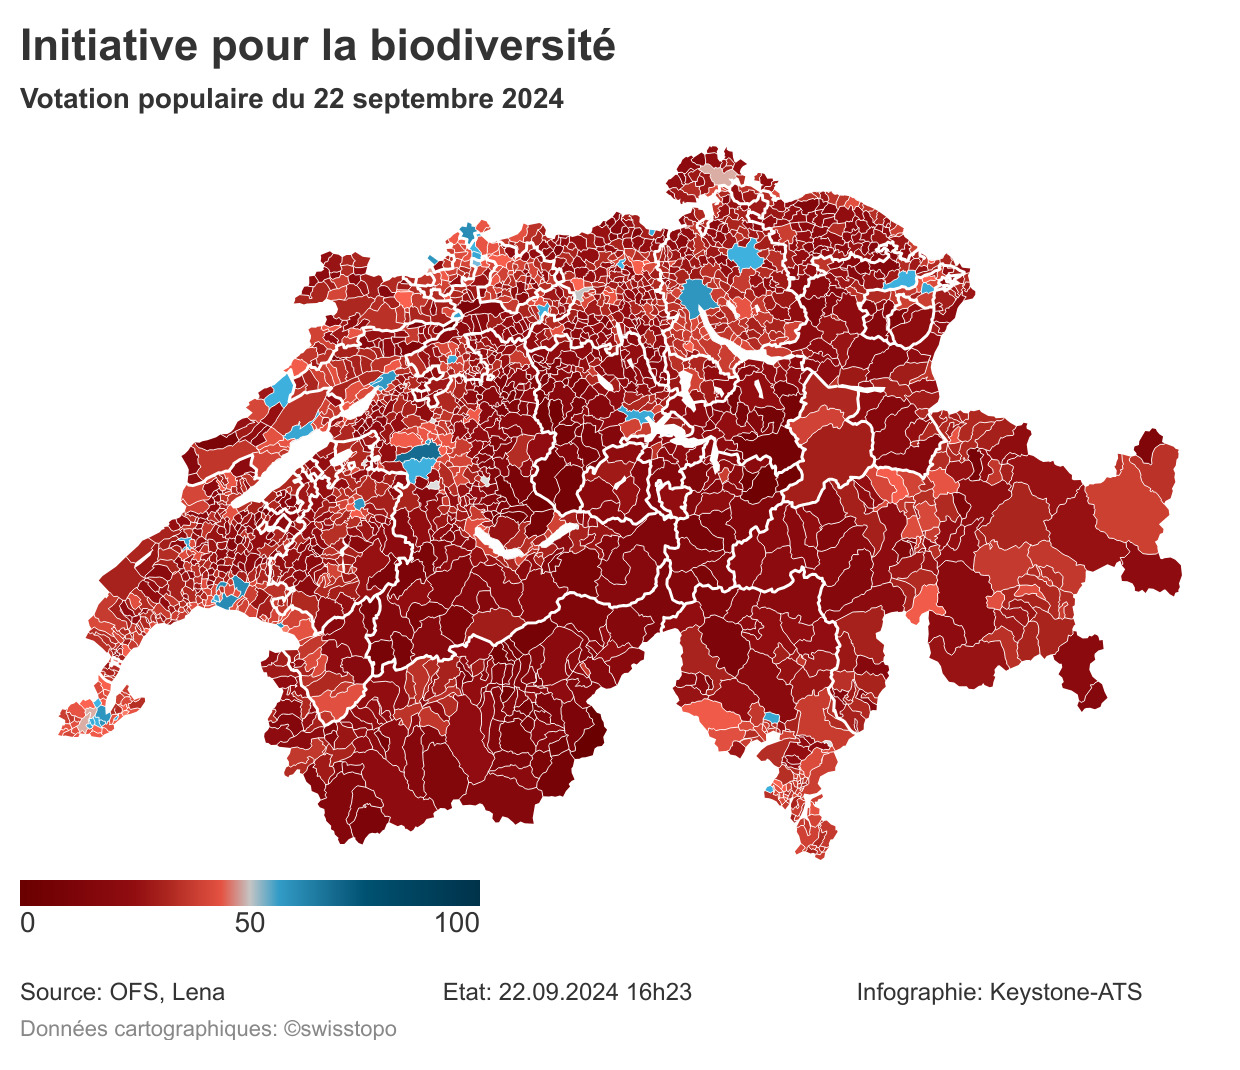 Initiative pour la biodiversité
Votation populaire du 22 septembre 2024
0 50 100
Source: OFS, Lena Etat: 22.09.2024 16h23 Infographie: Keystone-ATS
Données cartographiques: ©swisstopo